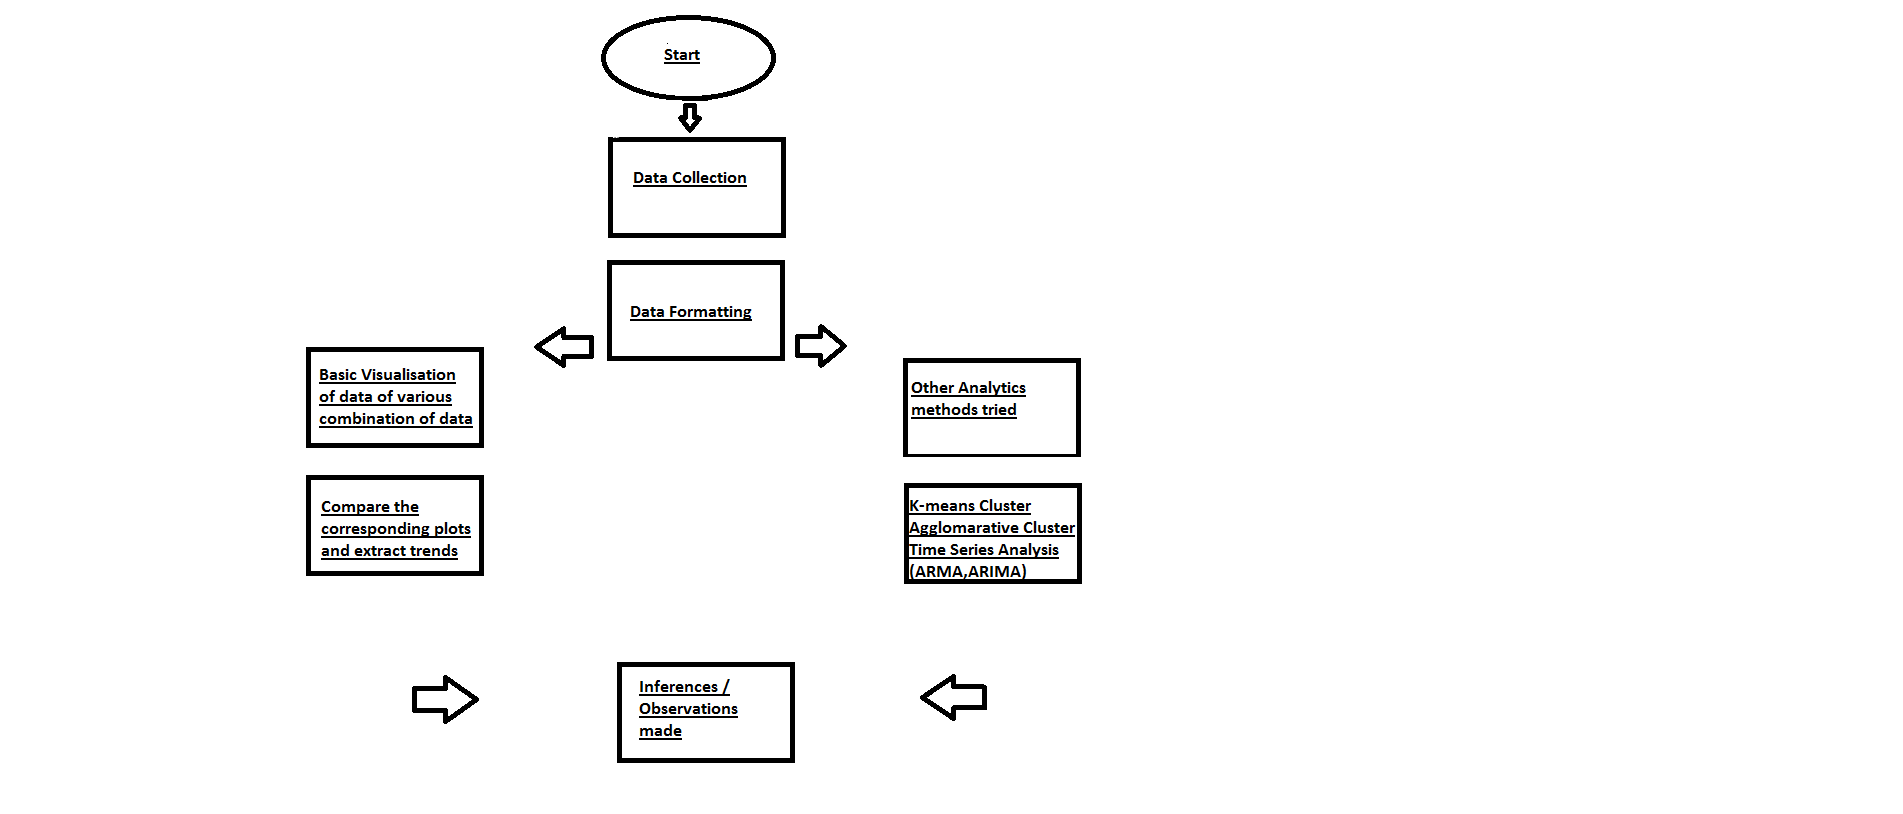 Start
Data Collection
Data Formatting
Basic Visualisation
of data of various
combination of data
Compare the
corresponding plots
and extract trends
Other Analytics
methods tried
K-means Cluster
Agglomarative Cluster
Time Series Analysis
(ARMA,ARIMA)
Inferences /
Observations
made